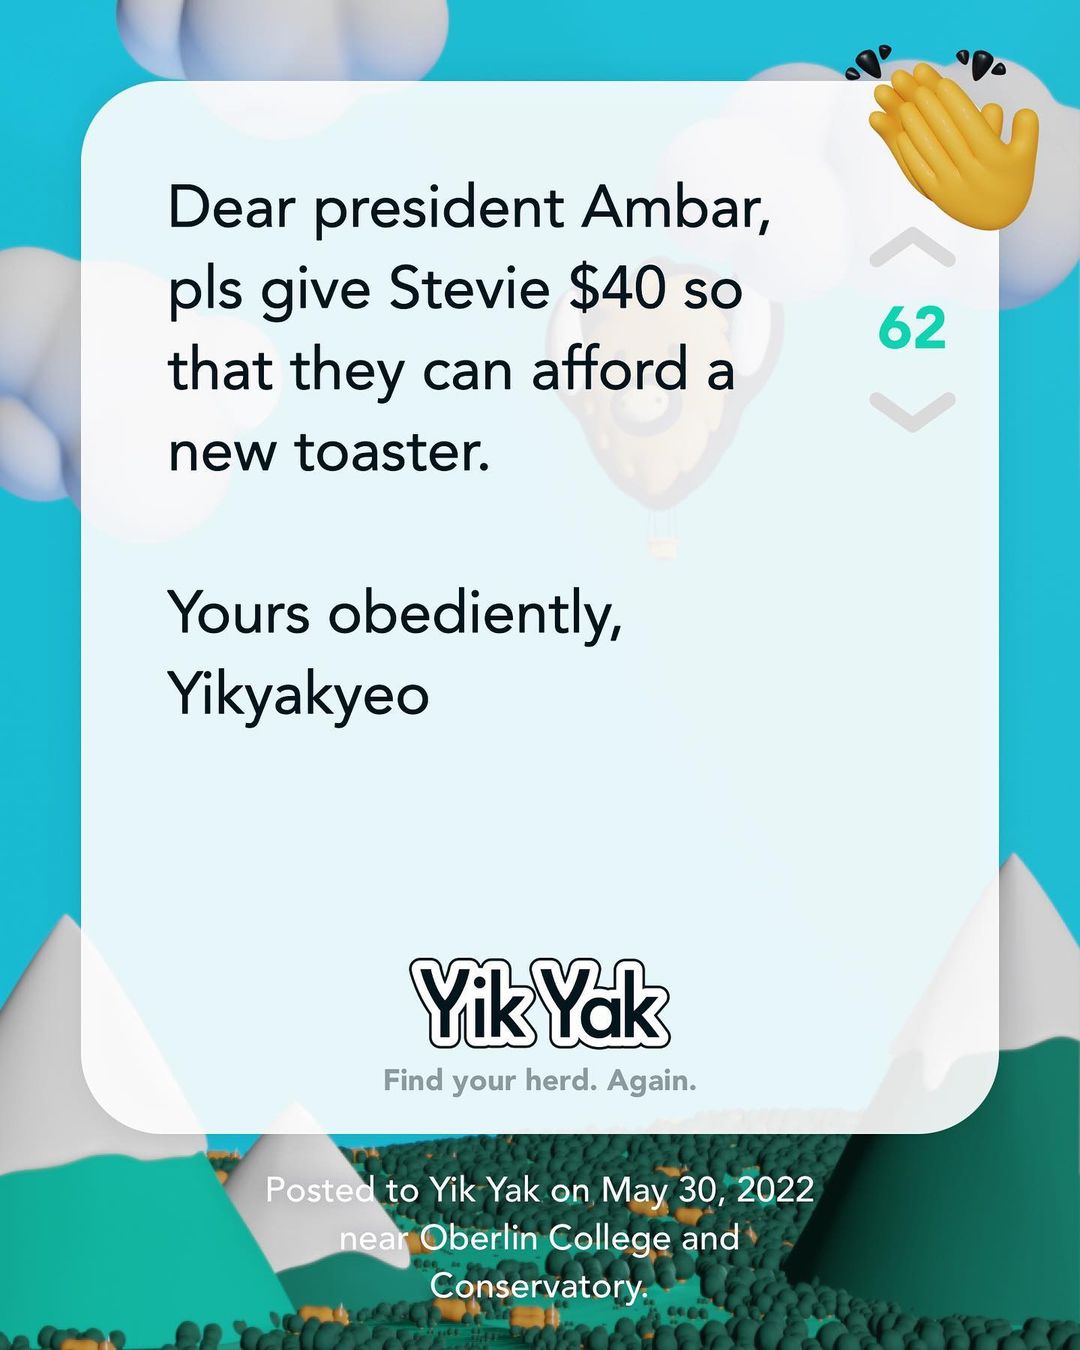 Dear president Ambar,
pls give Stevie $40 so
that they can afford a
new toaster.
Yours obediently,
Yikyakyeo
62
Yik Yak
Find your herd. Again.
Posted to Yik Yak on May 30, 2022
near Oberlin College and
Conservatory.